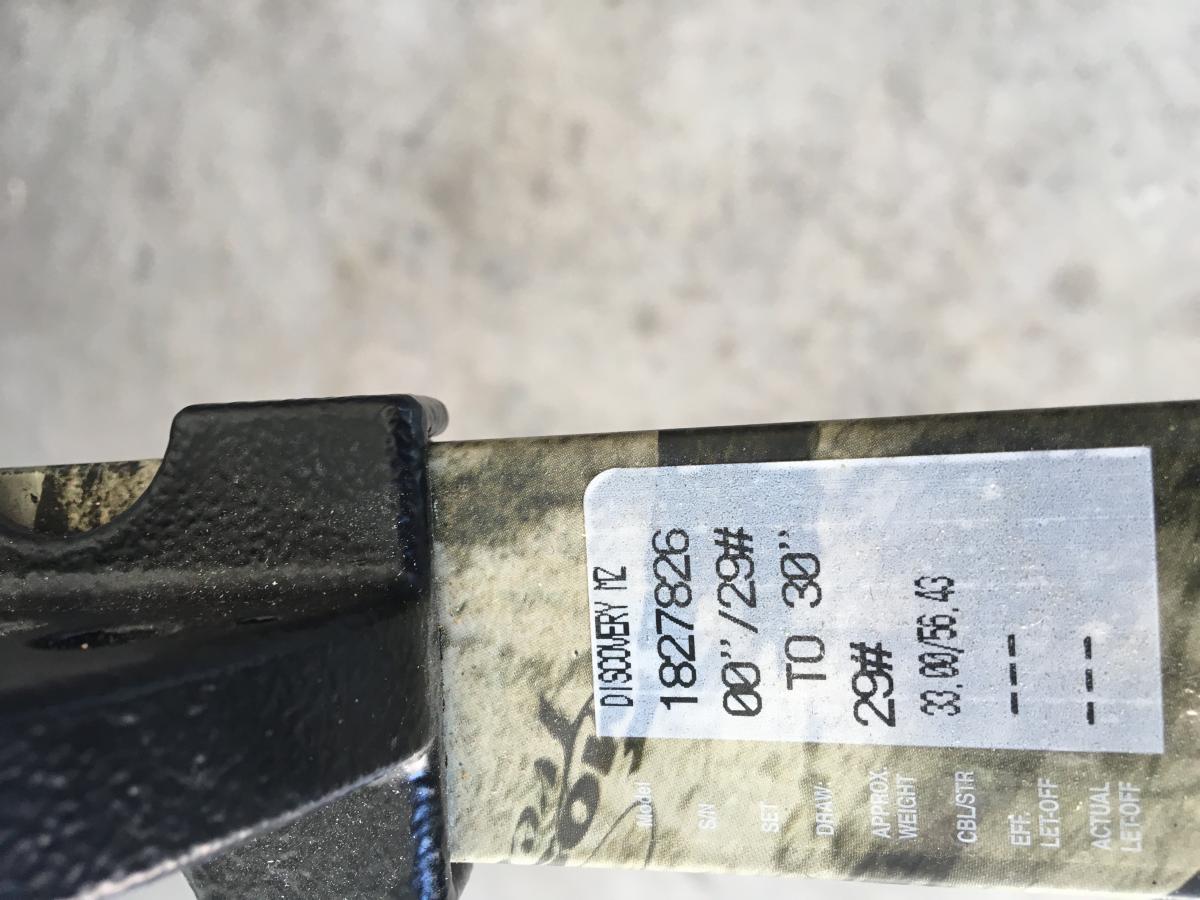 Model DISCOVERY MZ
S/N 1827826
SET 00"/29#
DRAW. TO 30"
APPROX. WEIGHT 29#
CBL/STR 33.00/56.43
EFF. LET-OFF ---
ACTUAL LET-OFF ---